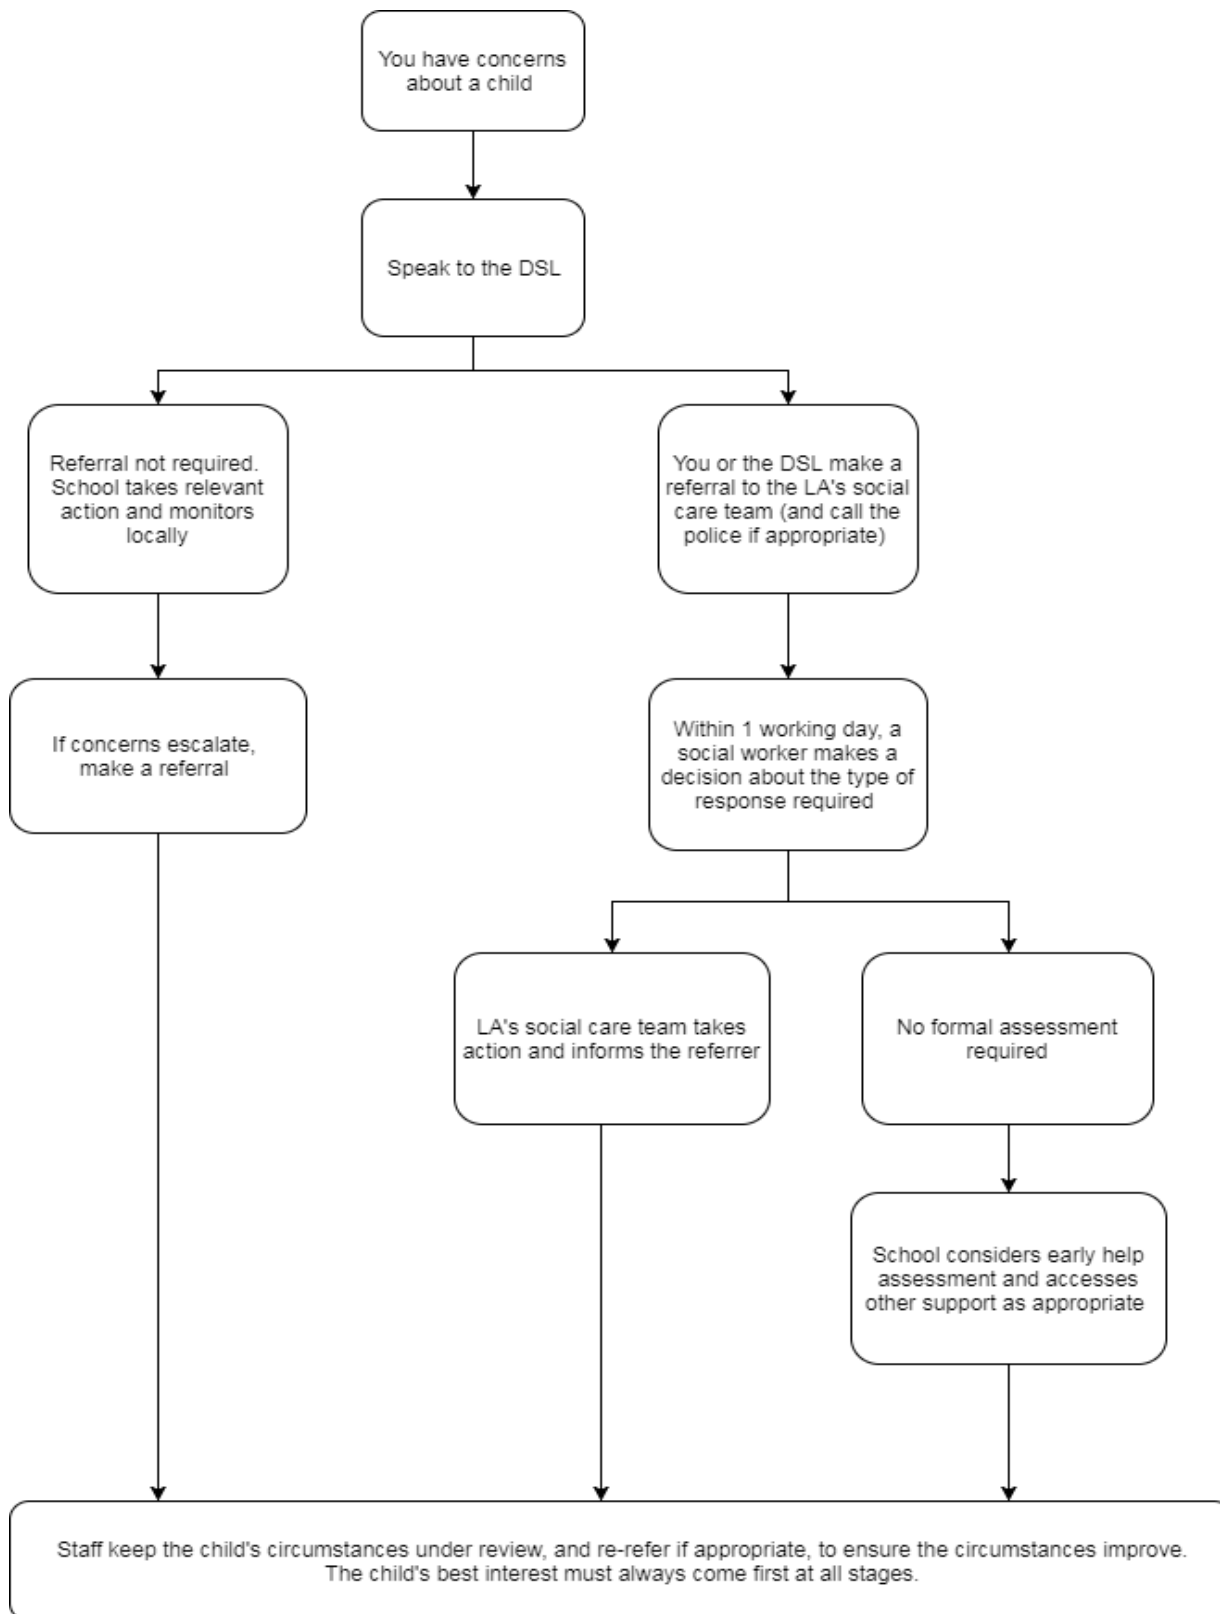 You have concerns
about a child
Speak to the DSL
Referral not required.
School takes relevant
action and monitors
locally
You or the DSL make a
referral to the LA's social
care team (and call the
police if appropriate)
If concerns escalate,
make a referral
Within 1 working day, a
social worker makes a
decision about the type of
response required
LA's social care team takes
action and informs the referrer
No formal assessment
required
School considers early help
assessment and accesses
other support as appropriate
Staff keep the child's circumstances under review, and re-refer if appropriate, to ensure the circumstances improve.
The child's best interest must always come first at all stages.